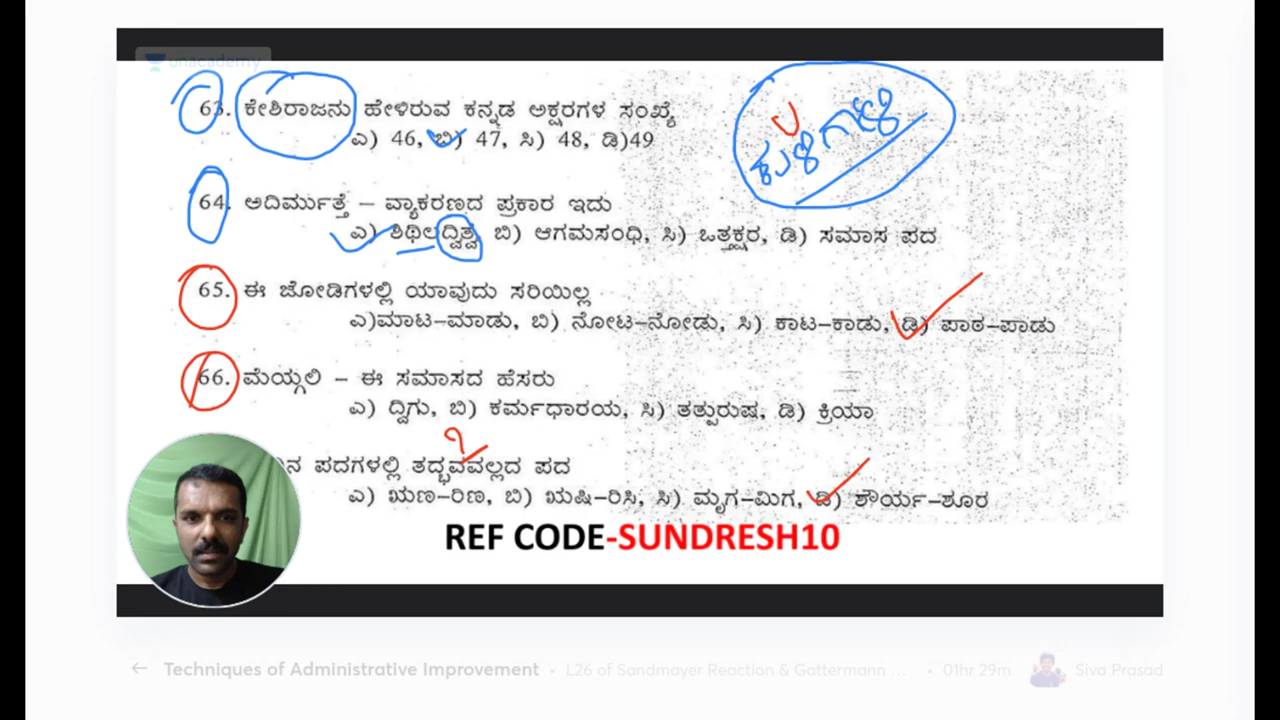 unacademy
63. ಕೇಶಿರಾಜನು ಹೇಳಿರುವ ಕನ್ನಡ ಅಕ್ಷರಗಳ ಸಂಖ್ಯೆ
ಎ) 46, ಬಿ) 47, ಸಿ) 48, ಡಿ)49
64. ಅದಿರ್ಮುತ್ತೆ – ವ್ಯಾಕರಣದ ಪ್ರಕಾರ ಇದು
ಎ) ಶಿಥಿಲದ್ವಿತ್ವ ಬಿ) ಆಗಮಸಂಧಿ, ಸಿ) ಒತ್ತಕ್ಷರ, ಡಿ) ಸಮಾಸ ಪದ
65. ಈ ಜೋಡಿಗಳಲ್ಲಿ ಯಾವುದು ಸರಿಯಿಲ್ಲ
ಎ)ಮಾಟ–ಮಾಡು, ಬಿ) ನೋಟ–ನೋಡು, ಸಿ) ಕಾಟ–ಕಾಡು, ಡಿ) ಪಾಠ–ಪಾಡು
66. ಮೆಯ್ಗಲಿ – ಈ ಸಮಾಸದ ಹೆಸರು
ಎ) ದ್ವಿಗು, ಬಿ) ಕರ್ಮಧಾರಯ, ಸಿ) ತತ್ಪುರುಷ, ಡಿ) ಕ್ರಿಯಾ
ಪದಗಳಲ್ಲಿ ತದ್ಭವವಲ್ಲದ ಪದ
ಎ) ಋಣ–ರಿಣ, ಬಿ) ಋಷಿ–ರಿಸಿ, ಸಿ) ಮೃಗ–ಮಿಗ, ಡಿ) ಶೌರ್ಯ–ಶೂರ
REF CODE-SUNDRESH10
← Techniques of Administrative Improvement • L26 of Sandmayer Reaction & Gattermann ... • 01hr 29m Siva Prasad